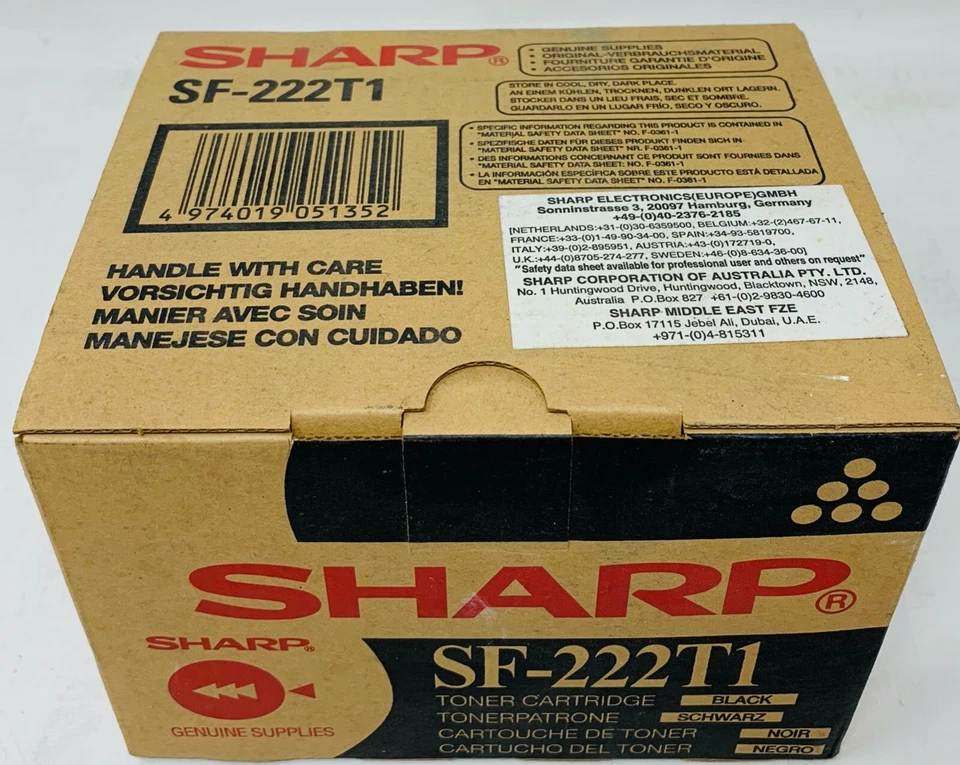 SHARP®
SF-222T1
• GENUINE SUPPLIES
• ORIGINAL-VERBRAUCHSMATERIAL
• FOURNITURE GARANTIE D'ORIGINE
• ACCESORIOS ORIGINALES
STORE IN COOL, DRY, DARK PLACE.
AN EINEM KÜHLEN, TROCKNEN, DUNKLEN ORT LAGERN.
STOCKER DANS UN LIEU FRAIS, SEC ET SOMBRE.
GUARDARLO EN UN LUGAR FRÍO, SECO Y OSCURO.
• SPECIFIC INFORMATION REGARDING THIS PRODUCT IS CONTAINED IN
"MATERIAL SAFETY DATA SHEET" NO. F-0361-1
• SPEZIFISCHE DATEN FÜR DIESES PRODUKT FINDEN SICH IN
"MATERIAL SAFETY DATA SHEET" NR. F-0361-1
• DES INFORMATIONS CONCERNANT CE PRODUIT SONT FOURNIES DANS
"MATERIAL SAFETY DATA SHEET: NO. F-0361-1
• LA INFORMACIÓN ESPECÍFICA SOBRE ESTE PRODUCTO ESTÁ DETALLADA
EN "MATERIAL SAFETY DATA SHEET" NO. F-0361-1
4 974019 051352
SHARP ELECTRONICS(EUROPE)GMBH
Sonninstrasse 3, 20097 Hamburg, Germany
+49-(0)40-2376-2185
[NETHERLANDS:+31-(0)30-6359500, BELGIUM:+32-(2)467-67-11,
FRANCE:+33-(0)1-49-90-34-00, SPAIN:+34-93-5819700,
ITALY:+39-(0)2-895951, AUSTRIA:+43-(0)172719-0,
U.K.:+44-(0)8705-274-277, SWEDEN:+46-(0)8-634-36-00]
"Safety data sheet available for professional user and others on request"
SHARP CORPORATION OF AUSTRALIA PTY. LTD.
No. 1 Huntingwood Drive, Huntingwood, Blacktown, NSW, 2148,
Australia P.O.Box 827 +61-(0)2-9830-4600
SHARP MIDDLE EAST FZE
P.O.Box 17115 Jebel Ali, Dubai, U.A.E.
+971-(0)4-815311
HANDLE WITH CARE
VORSICHTIG HANDHABEN!
MANIER AVEC SOIN
MANEJESE CON CUIDADO
SHARP®
SHARP®
GENUINE SUPPLIES
SF-222T1
TONER CARTRIDGE BLACK
TONERPATRONE SCHWARZ
CARTOUCHE DE TONER NOIR
CARTUCHO DEL TONER NEGRO